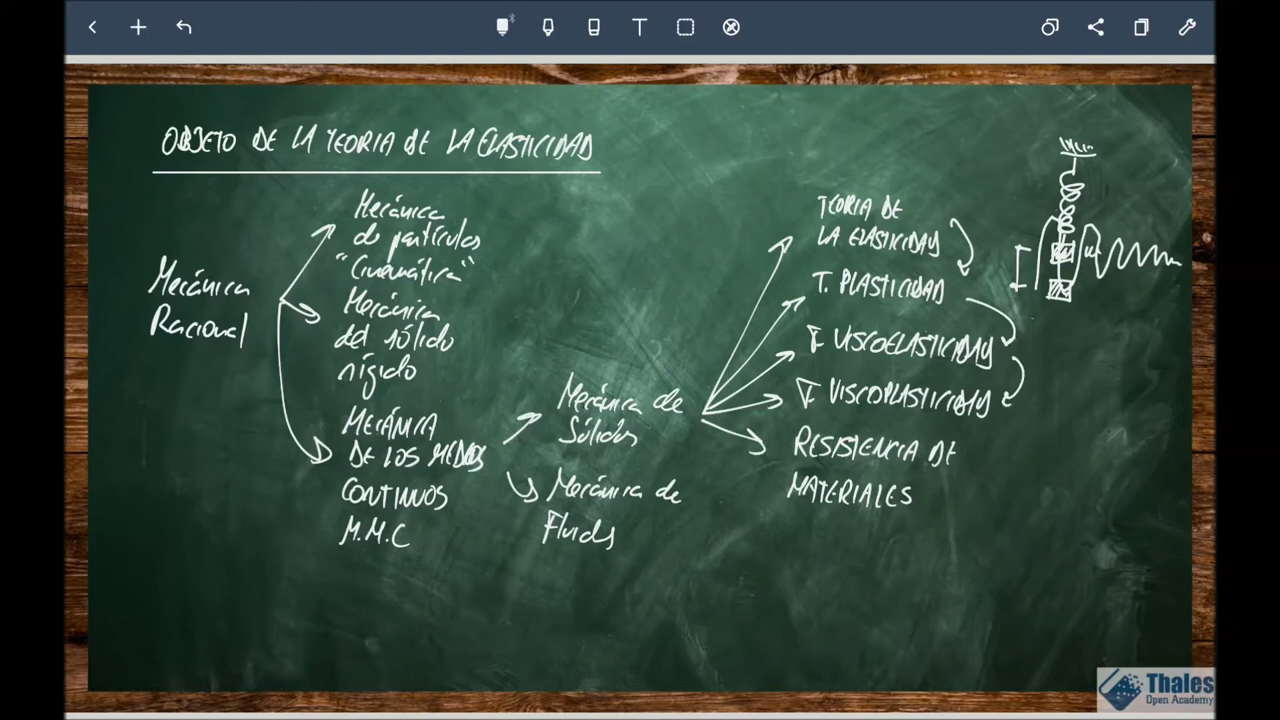 OBJETO DE LA TEORIA DE LA ELASTICIDAD
Mecánica
Racional
Mecánica
de partículas
"Cinemática"
Mecánica
del sólido
rígido
MECÁNICA
DE LOS MEDIOS
CONTINUOS
M.M.C
Mecánica de
Sólidos
Mecánica de
Fluids
TEORIA DE
LA ELASTICIDAD
T. PLASTICIDAD
T. VISCOELASTICIDAD
T. VISCOPLASTICIDAD
RESISTENCIA DE
MATERIALES
Thales
Open Academy